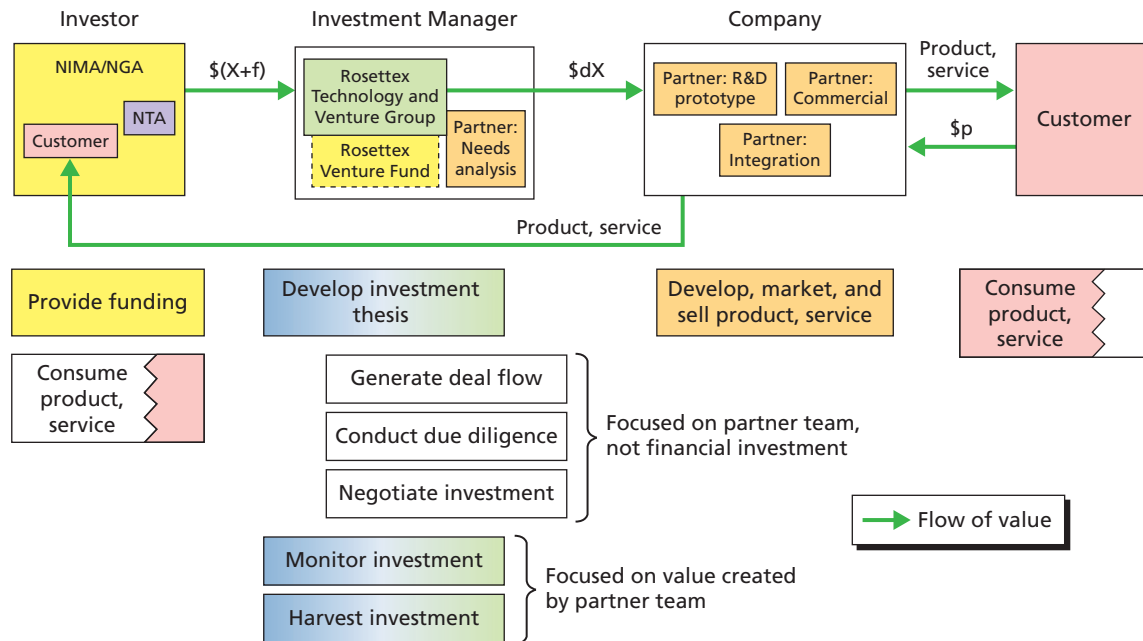 Investor
Investment Manager
Company
NIMA/NGA
NTA
Customer
$(X+f)
Rosettex
Technology and
Venture Group
Rosettex
Venture Fund
Partner:
Needs
analysis
$dX
Partner: R&D
prototype
Partner:
Commercial
Partner:
Integration
Product,
service
$p
Customer
Product, service
Provide funding
Develop investment
thesis
Develop, market, and
sell product, service
Consume
product,
service
Consume
product,
service
Generate deal flow
Conduct due diligence
Negotiate investment
Focused on partner team,
not financial investment
Flow of value
Monitor investment
Harvest investment
Focused on value created
by partner team